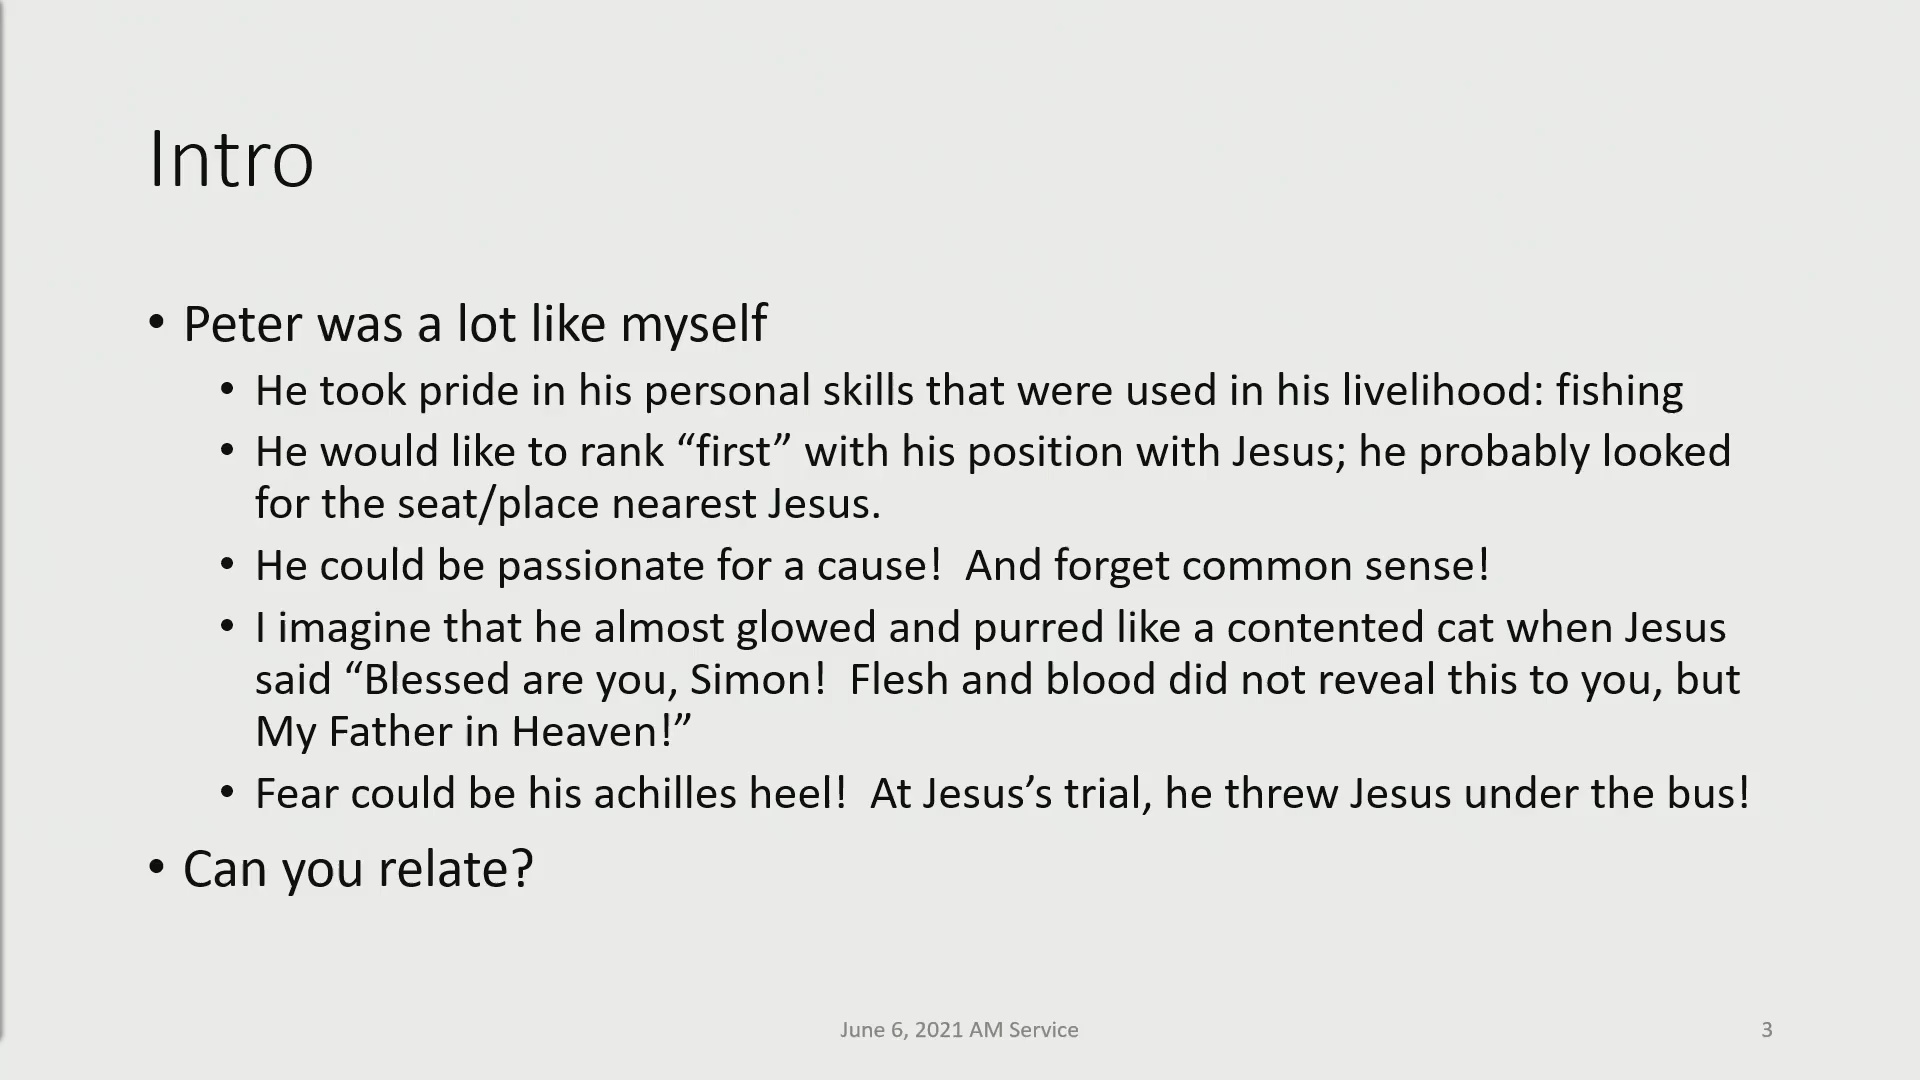 Intro
• Peter was a lot like myself
• He took pride in his personal skills that were used in his livelihood: fishing
• He would like to rank “first” with his position with Jesus; he probably looked
for the seat/place nearest Jesus.
• He could be passionate for a cause!  And forget common sense!
• I imagine that he almost glowed and purred like a contented cat when Jesus
said “Blessed are you, Simon!  Flesh and blood did not reveal this to you, but
My Father in Heaven!”
• Fear could be his achilles heel!  At Jesus’s trial, he threw Jesus under the bus!
• Can you relate?
June 6, 2021 AM Service
3